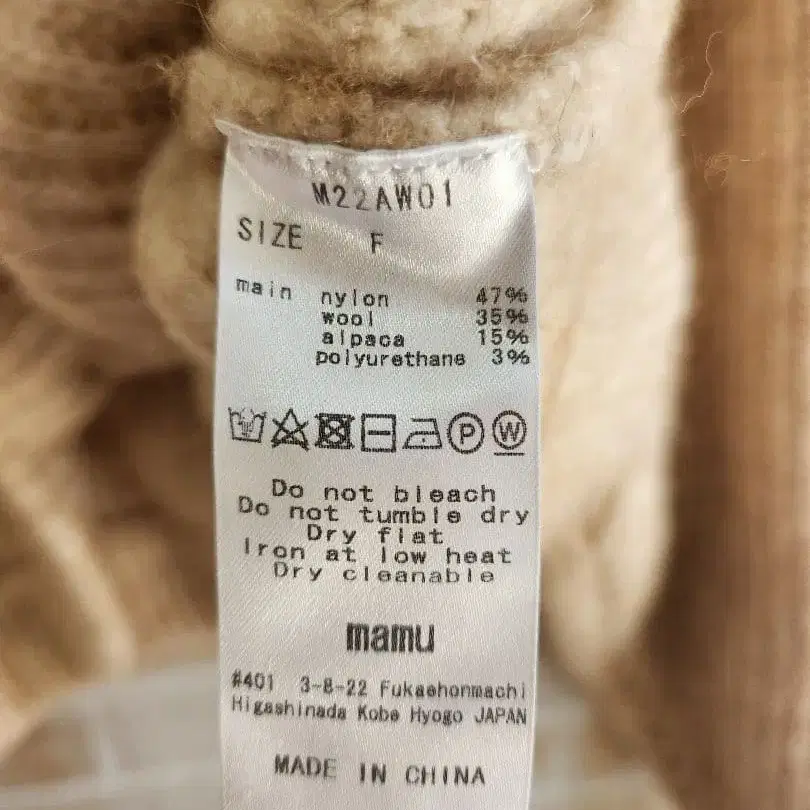 M22AW01
SIZE F
main nylon 47%
wool 35%
alpaca 15%
polyurethane 3%
P W
Do not bleach
Do not tumble dry
Dry flat
Iron at low heat
Dry cleanable
mamu
#401 3-8-22 Fukaehonmachi
Higashinada Kobe Hyogo JAPAN
MADE IN CHINA